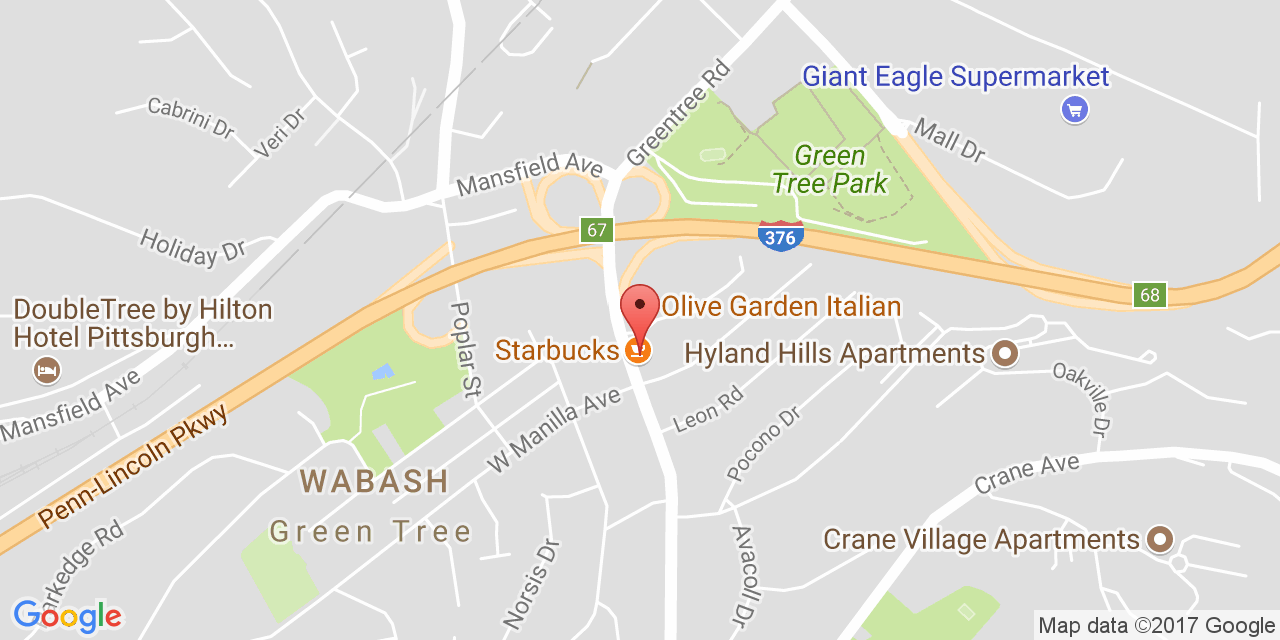 Giant Eagle Supermarket
Greentree Rd
Cabrini Dr
Veri Dr
Mall Dr
Mansfield Ave
Green
Tree Park
67
376
Holiday Dr
68
DoubleTree by Hilton
Hotel Pittsburgh...
Olive Garden Italian
Poplar St
Starbucks
Hyland Hills Apartments
Oakville Dr
Mansfield Ave
Leon Rd
W Manilla Ave
Pocono Dr
Penn-Lincoln Pkwy
WABASH
Crane Ave
Green Tree
Crane Village Apartments
arkedge Rd
Norsis Dr
Avacoll Dr
Google
Map data ©2017 Google